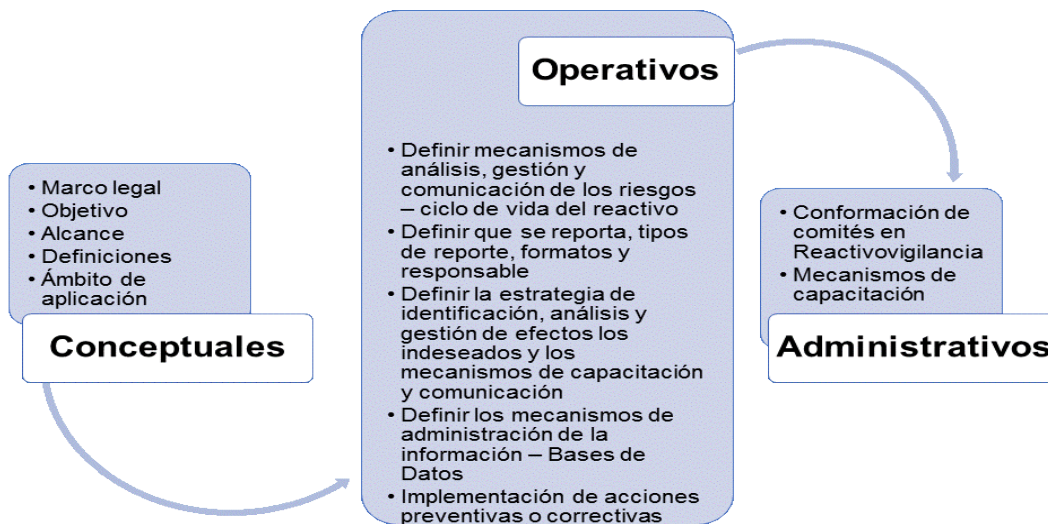 • Marco legal
• Objetivo
• Alcance
• Definiciones
• Ámbito de
aplicación
Conceptuales
Operativos
• Definir mecanismos de
análisis, gestión y
comunicación de los riesgos
– ciclo de vida del reactivo
• Definir que se reporta, tipos
de reporte, formatos y
responsable
• Definir la estrategia de
identificación, análisis y
gestión de efectos los
indeseados y los
mecanismos de capacitación
y comunicación
• Definir los mecanismos de
administración de la
información – Bases de
Datos
• Implementación de acciones
preventivas o correctivas
• Conformación de
comités en
Reactivovigilancia
• Mecanismos de
capacitación
Administrativos